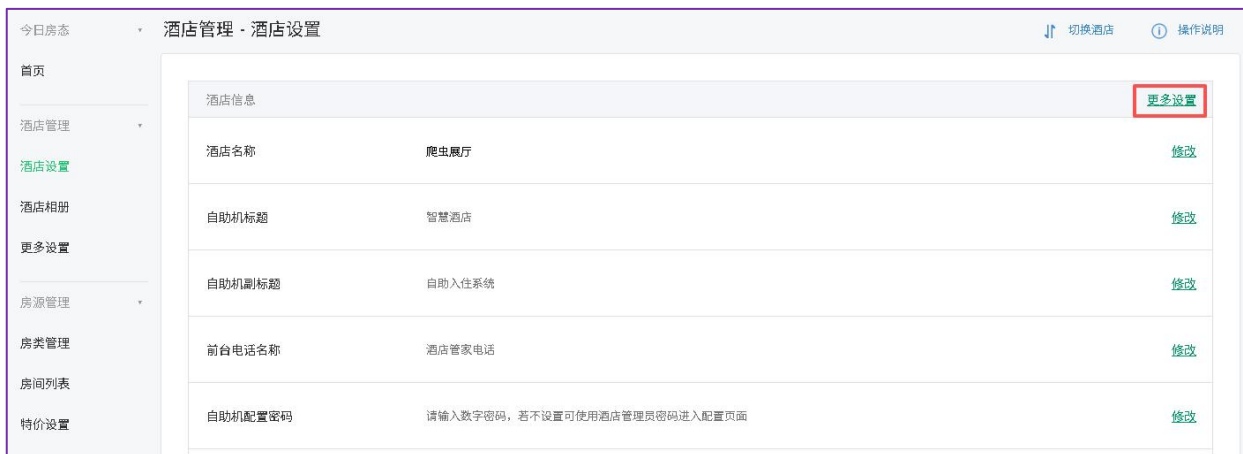 今日房态
酒店管理 - 酒店设置
切换酒店
操作说明
首页
酒店管理
酒店设置
酒店相册
更多设置
房源管理
房类管理
房间列表
特价设置
酒店信息 更多设置
酒店名称 爬虫展厅 修改
自助机标题 智慧酒店 修改
自助机副标题 自助入住系统 修改
前台电话名称 酒店管家电话 修改
自助机配置密码 请输入数字密码，若不设置可使用酒店管理员密码进入配置页面 修改